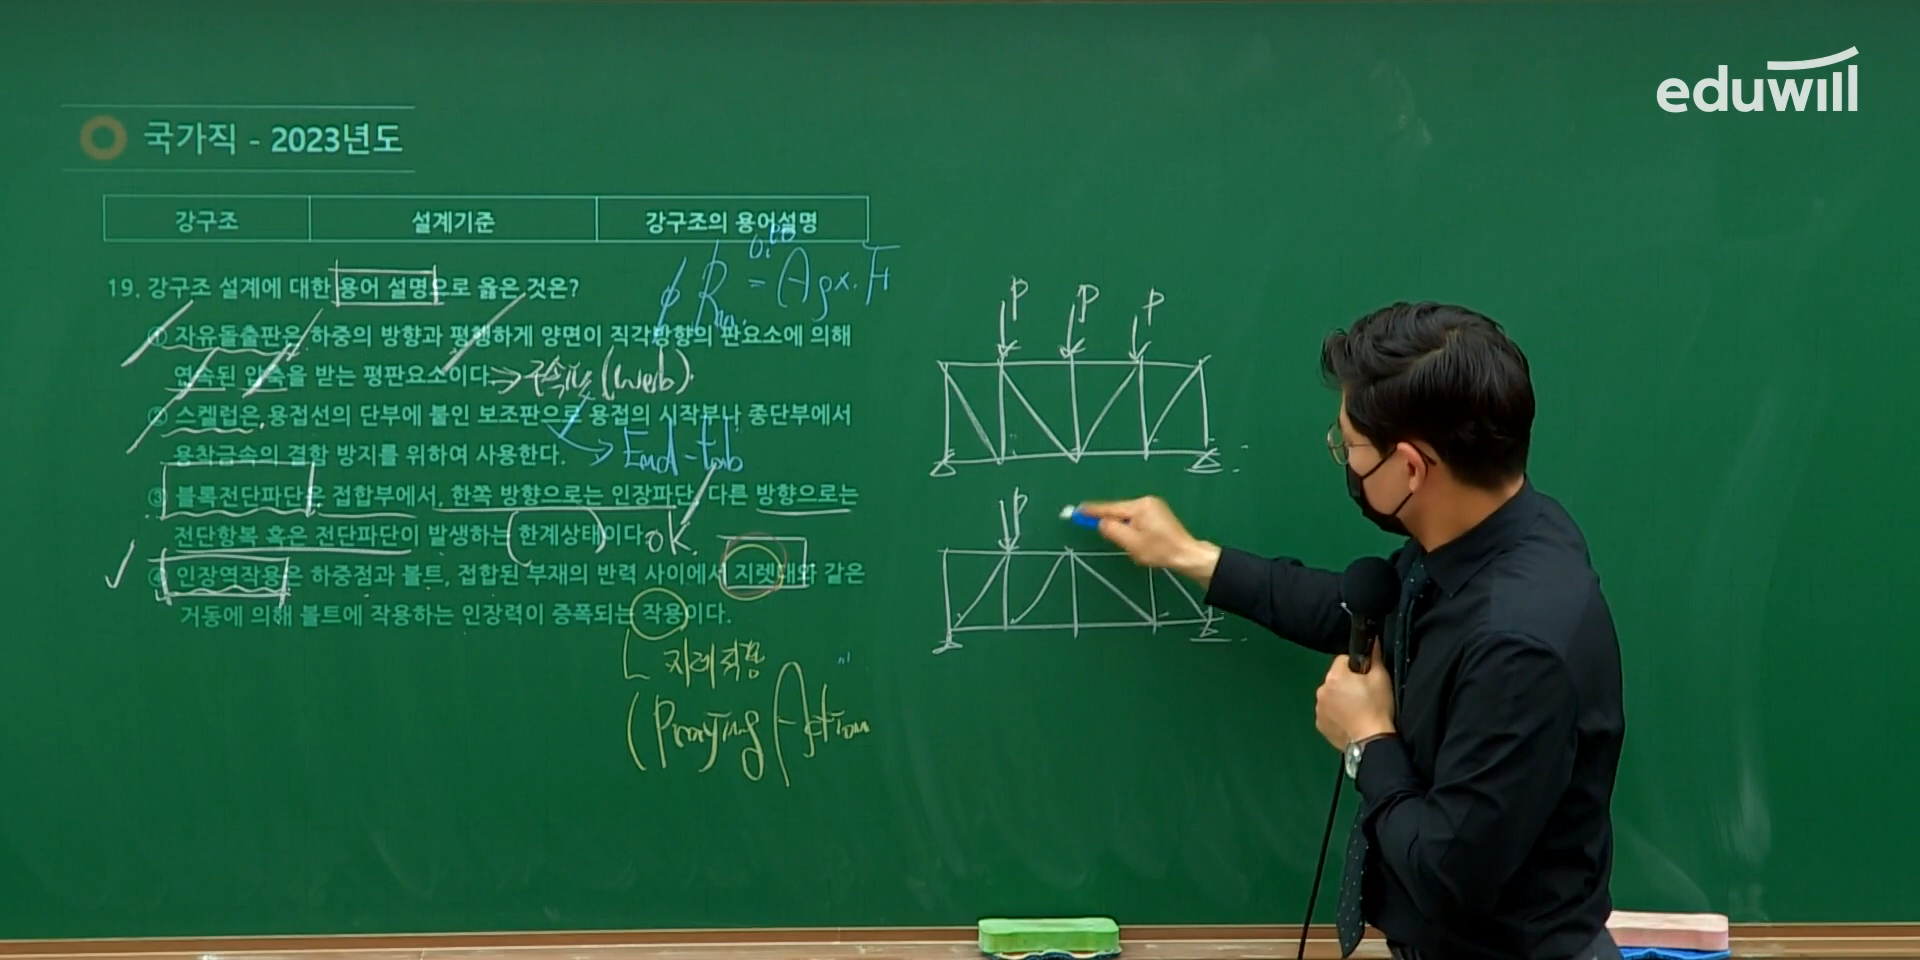 eduwill
국가직 - 2023년도
강구조 설계기준 강구조의 용어설명
19. 강구조 설계에 대한 용어 설명으로 옳은 것은?
① 자유돌출판은 하중의 방향과 평행하게 양면이 직각방향의 판요소에 의해
연속된 압축을 받는 평판요소이다.
(Web)
② 스캘럽은 용접선의 단부에 붙인 보조판으로 용접의 시작부나 종단부에서
용착금속의 결함 방지를 위하여 사용한다.
End-Tab
③ 블록전단파단은 접합부에서, 한쪽 방향으로는 인장파단, 다른 방향으로는
전단항복 혹은 전단파단이 발생하는 한계상태이다.
OK.
④ 인장역작용은 하중점과 볼트, 접합된 부재의 반력 사이에서 지렛대와 같은
거동에 의해 볼트에 작용하는 인장력이 증폭되는 작용이다.
P P P
P